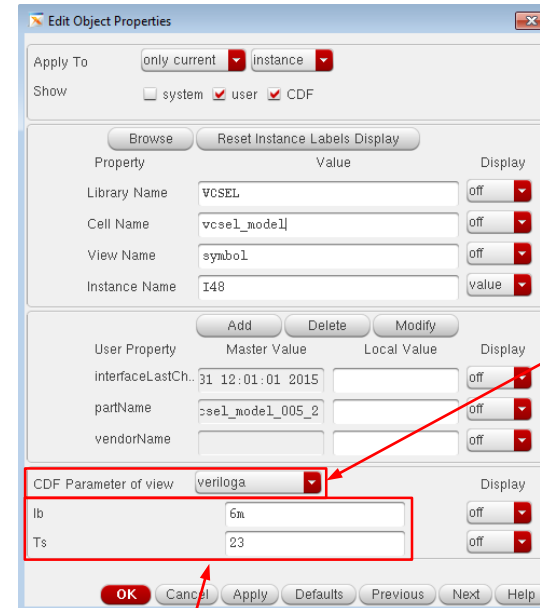 Edit Object Properties
Apply To only current instance
Show system user CDF
Browse Reset Instance Labels Display
Property Value Display
Library Name VCSEL off
Cell Name vcsel_model off
View Name symbol off
Instance Name I48 value
Add Delete Modify
User Property Master Value Local Value Display
interfaceLastCh.. 31 12:01:01 2015 off
partName csel_model_005_2 off
vendorName off
CDF Parameter of view veriloga Display
Ib 6m off
Ts 23 off
OK Cancel Apply Defaults Previous Next Help